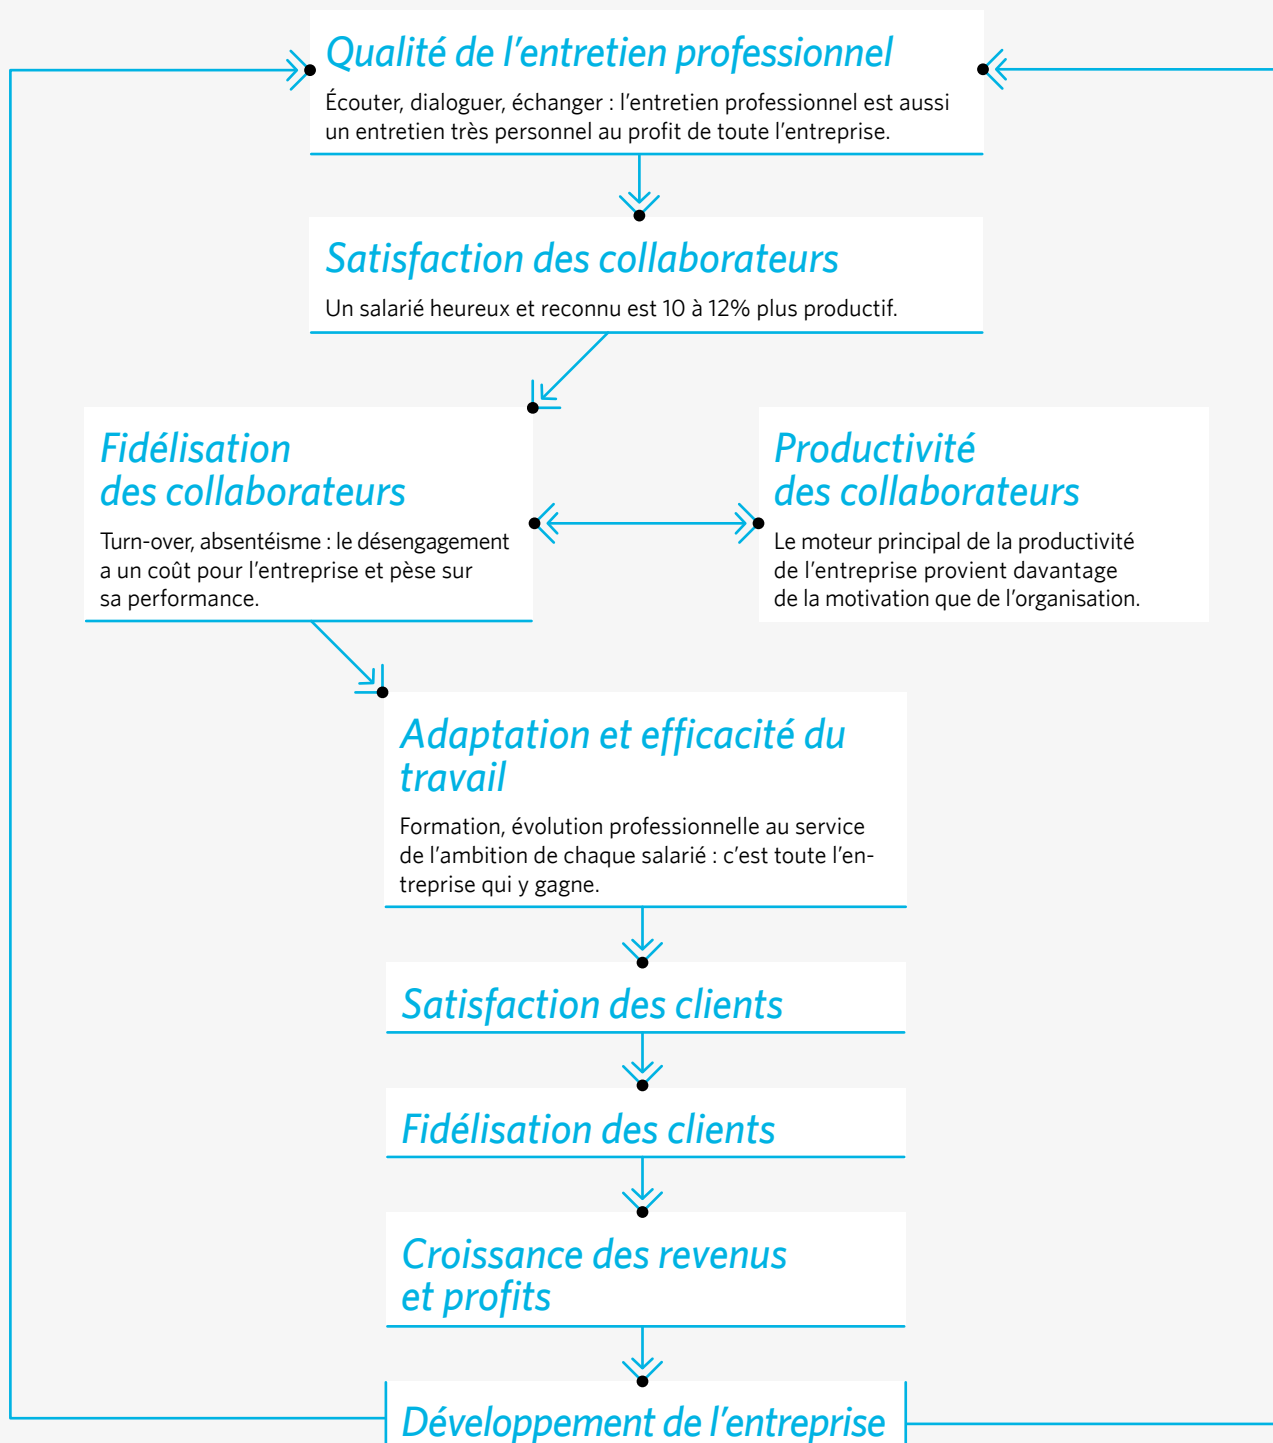 Qualité de l’entretien professionnel
Écouter, dialoguer, échanger : l’entretien professionnel est aussi
un entretien très personnel au profit de toute l’entreprise.
Satisfaction des collaborateurs
Un salarié heureux et reconnu est 10 à 12% plus productif.
Fidélisation
des collaborateurs
Turn-over, absentéisme : le désengagement
a un coût pour l’entreprise et pèse sur
sa performance.
Productivité
des collaborateurs
Le moteur principal de la productivité
de l’entreprise provient davantage
de la motivation que de l’organisation.
Adaptation et efficacité du
travail
Formation, évolution professionnelle au service
de l’ambition de chaque salarié : c’est toute l’en-
treprise qui y gagne.
Satisfaction des clients
Fidélisation des clients
Croissance des revenus
et profits
Développement de l’entreprise